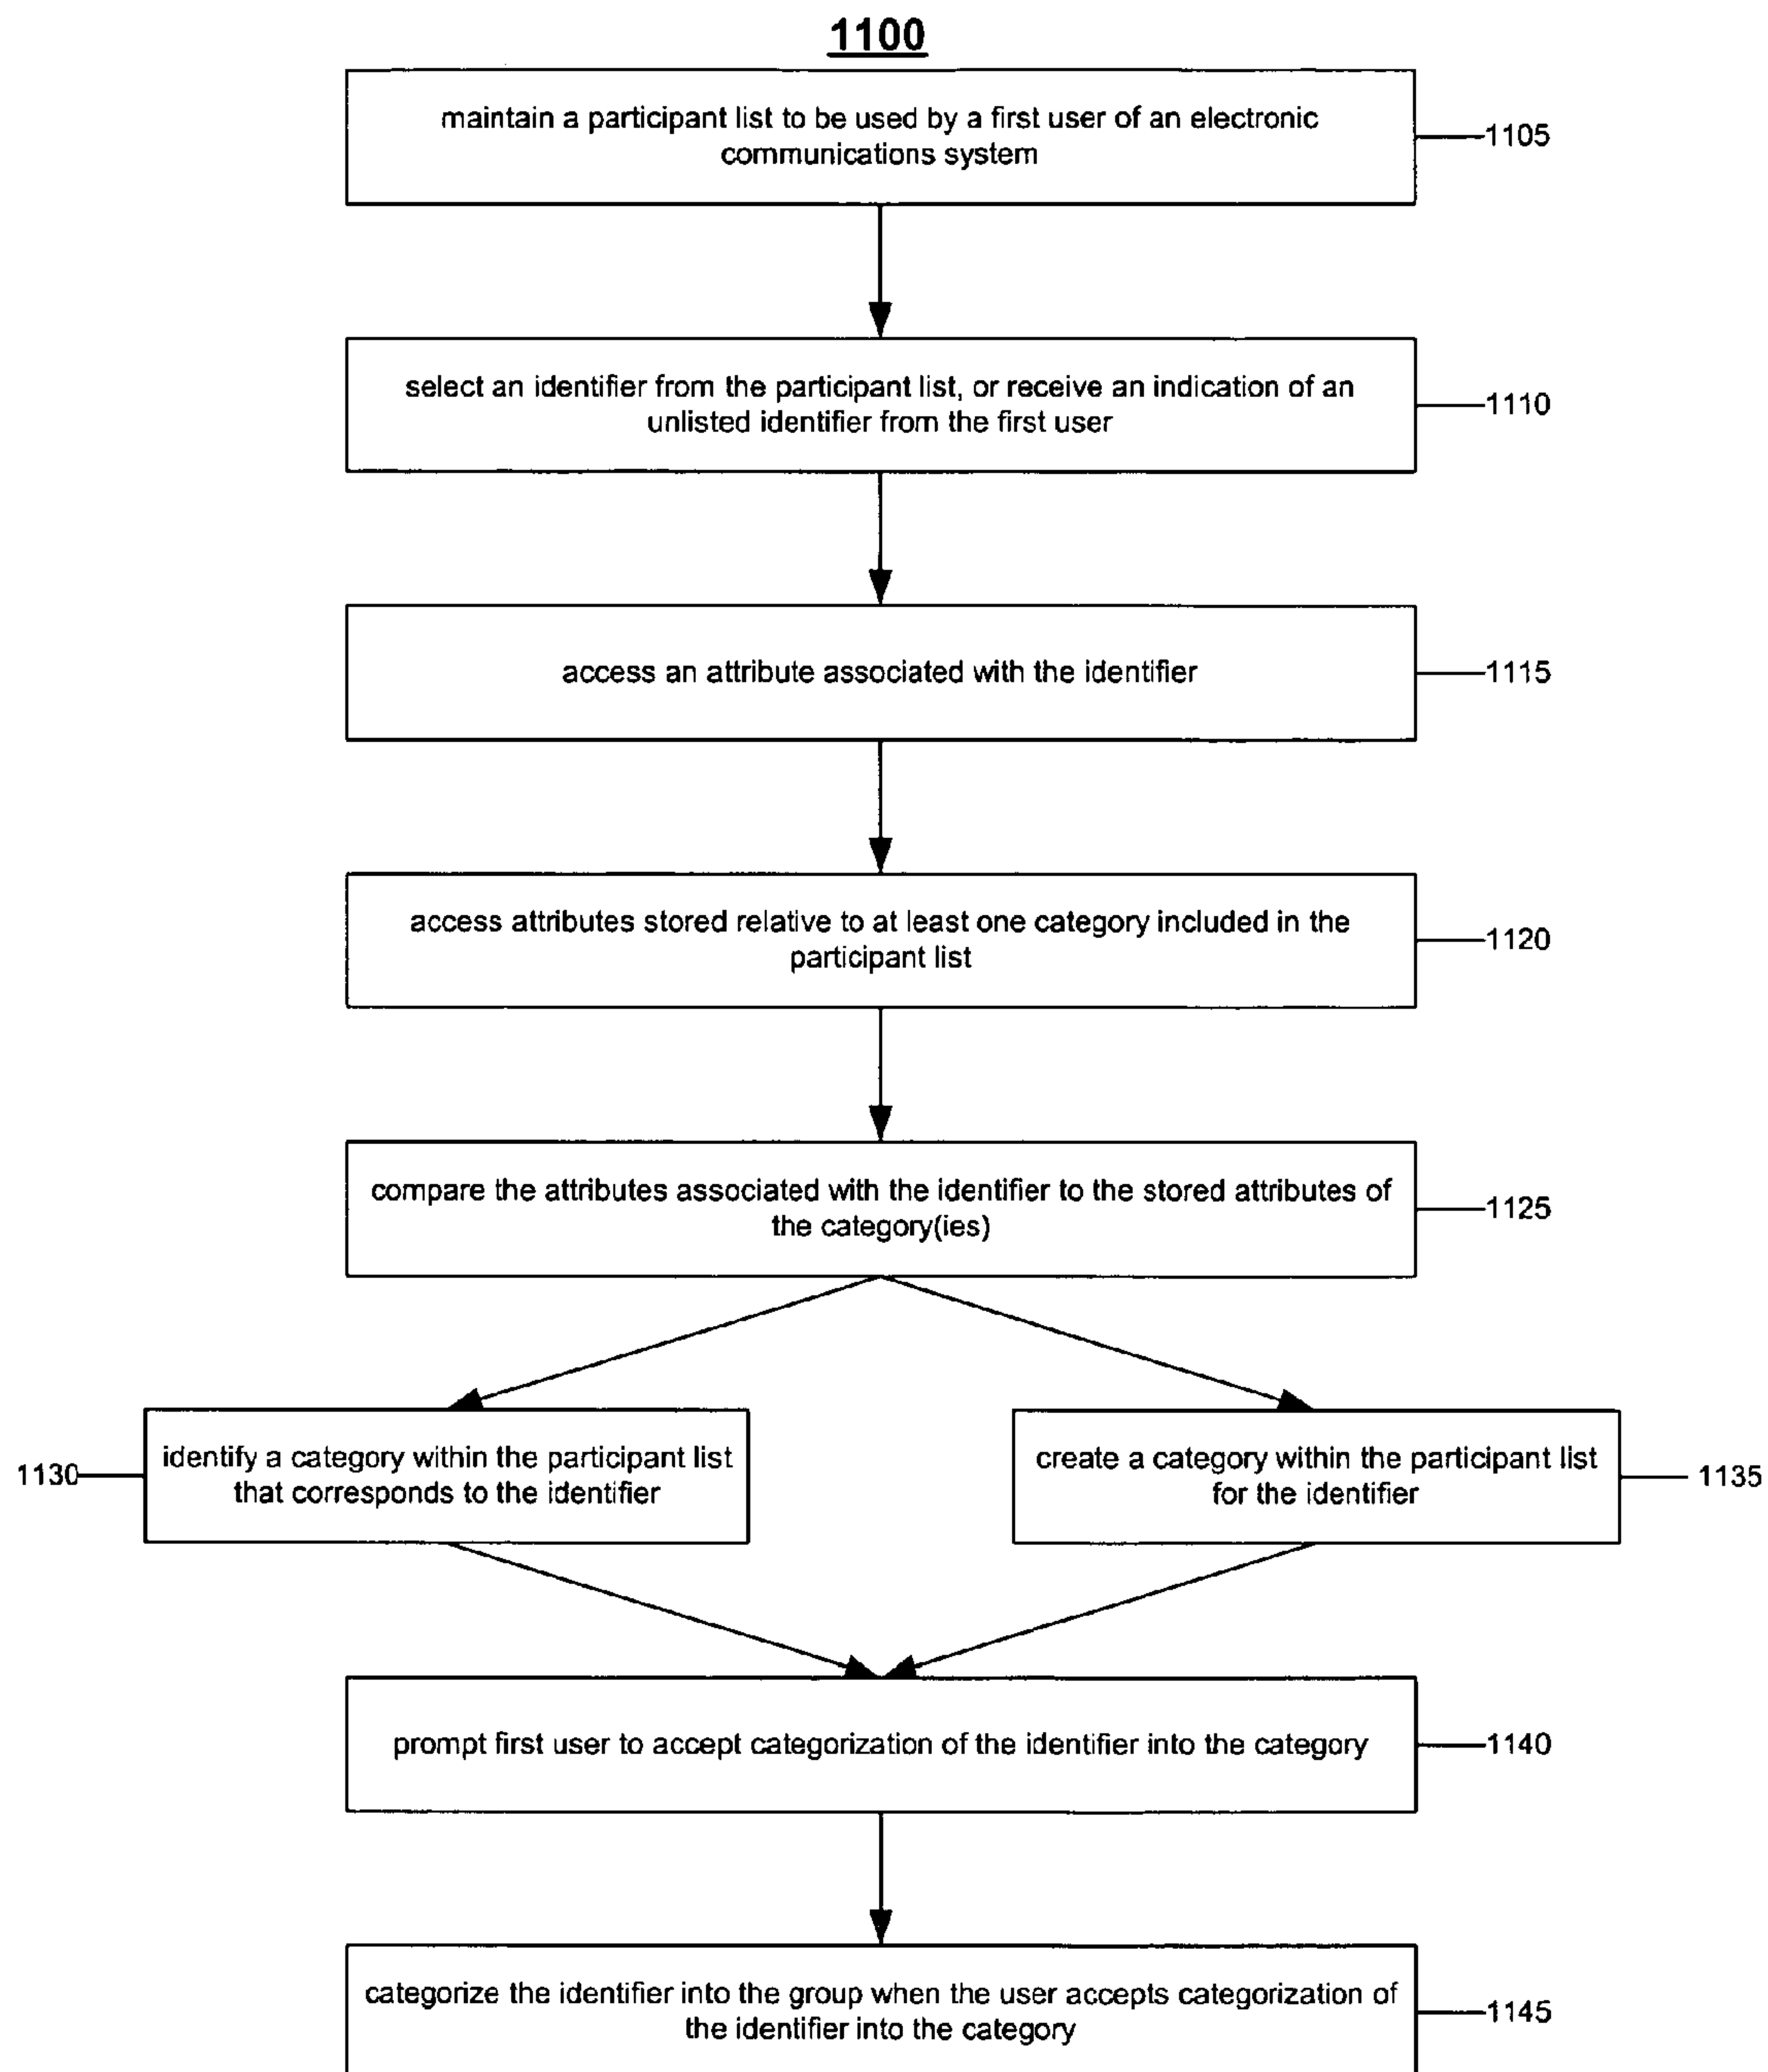 1100
maintain a participant list to be used by a first user of an electronic
communications system
1105
select an identifier from the participant list, or receive an indication of an
unlisted identifier from the first user
1110
access an attribute associated with the identifier
1115
access attributes stored relative to at least one category included in the
participant list
1120
compare the attributes associated with the identifier to the stored attributes of
the category(ies)
1125
1130
identify a category within the participant list
that corresponds to the identifier
create a category within the participant list
for the identifier
1135
prompt first user to accept categorization of the identifier into the category
1140
categorize the identifier into the group when the user accepts categorization of
the identifier into the category
1145